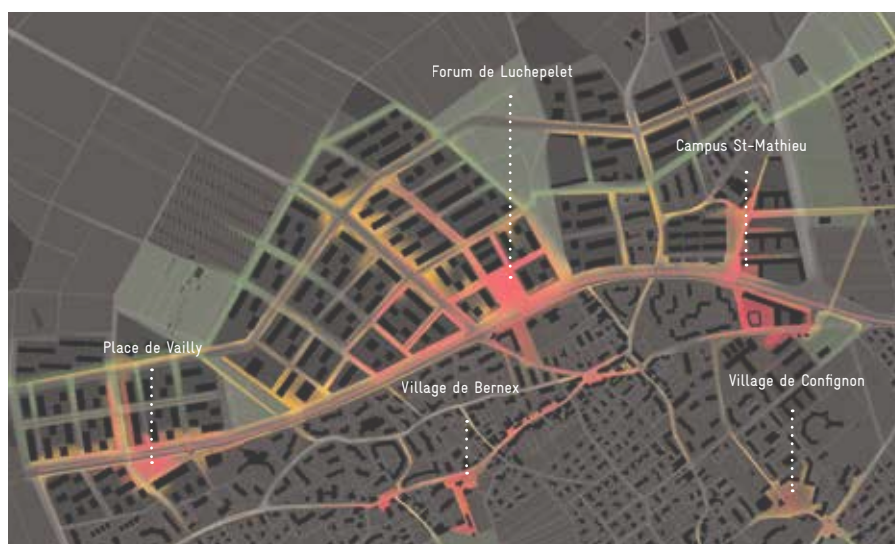 Forum de Luchepelet
Campus St-Mathieu
Place de Vailly
Village de Bernex
Village de Confignon